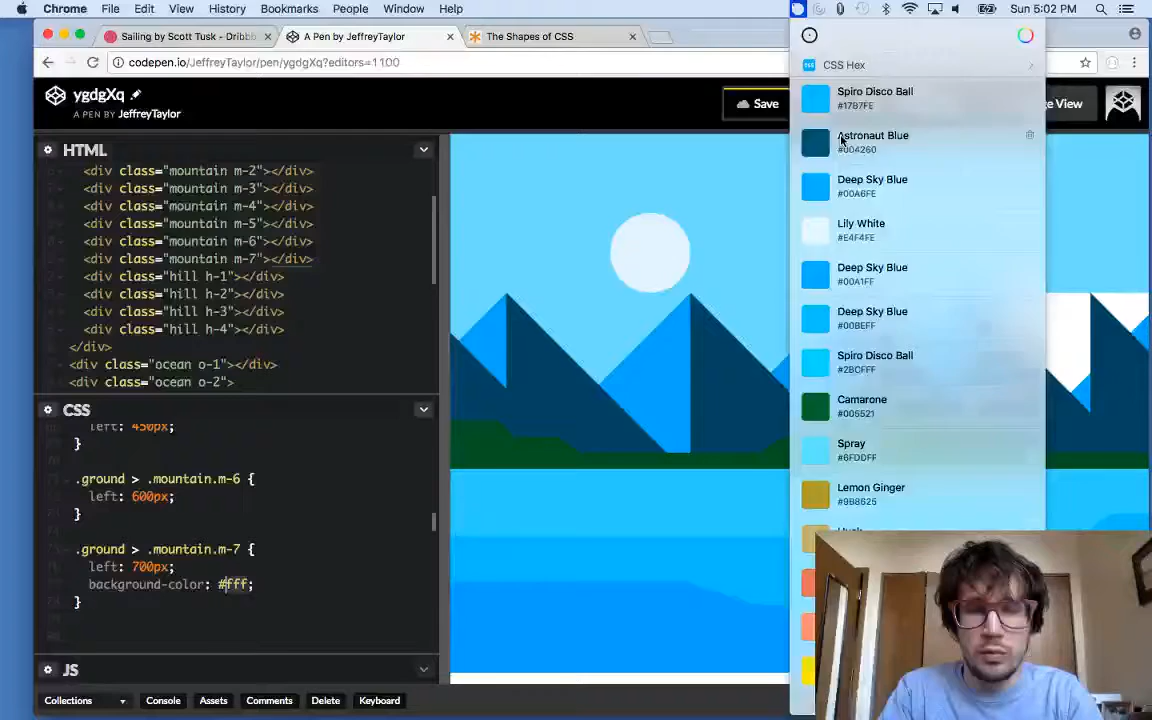 Chrome File Edit View History Bookmarks People Window Help Sun 5:02 PM
Sailing by Scott Tusk - Dribbb
A Pen by JeffreyTaylor
The Shapes of CSS
codepen.io/JeffreyTaylor/pen/ygdgXq?editors=1100
ygdgXq
A PEN BY JeffreyTaylor
Save
e View
HTML
<div class="mountain m-2"></div>
<div class="mountain m-3"></div>
<div class="mountain m-4"></div>
<div class="mountain m-5"></div>
<div class="mountain m-6"></div>
<div class="mountain m-7"></div>
<div class="hill h-1"></div>
<div class="hill h-2"></div>
<div class="hill h-3"></div>
<div class="hill h-4"></div>
</div>
<div class="ocean o-1"></div>
<div class="ocean o-2">
CSS
left: 450px;
}
.ground > .mountain.m-6 {
left: 600px;
}
.ground > .mountain.m-7 {
left: 700px;
background-color: #fff;
}
JS
Collections
Console
Assets
Comments
Delete
Keyboard
CSS Hex
Spiro Disco Ball
#17B7FE
Astronaut Blue
#004260
Deep Sky Blue
#00A6FE
Lily White
#E4F4FE
Deep Sky Blue
#00A1FF
Deep Sky Blue
#00BEFF
Spiro Disco Ball
#2BCFFF
Camarone
#005521
Spray
#6FDDFF
Lemon Ginger
#9B8625